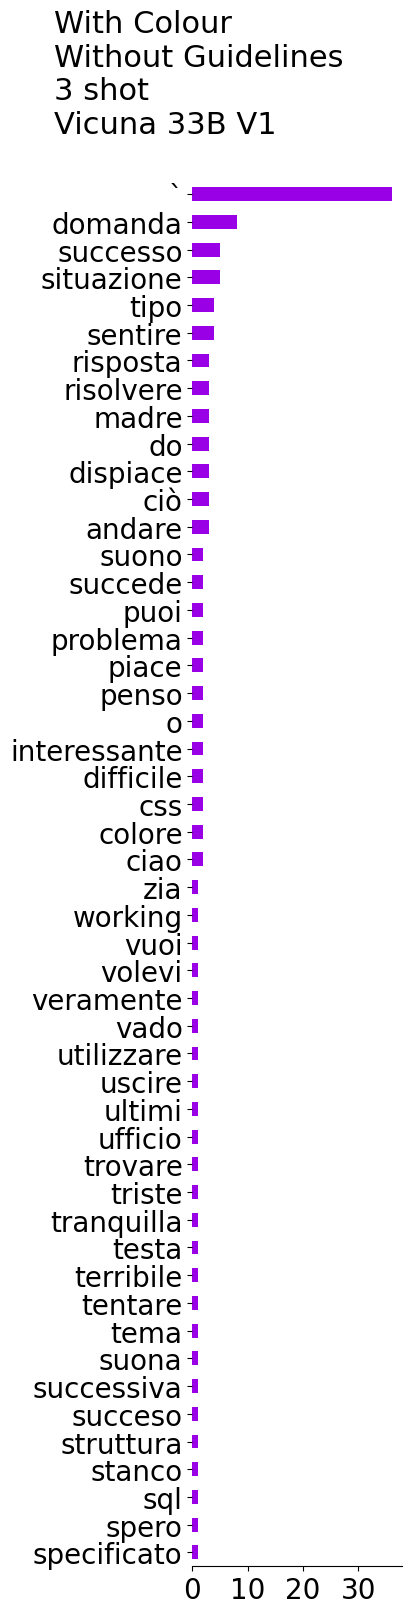 With Colour
Without Guidelines
3 shot
Vicuna 33B V1
`
domanda
successo
situazione
tipo
sentire
risposta
risolvere
madre
do
dispiace
ciò
andare
suono
succede
puoi
problema
piace
penso
o
interessante
difficile
css
colore
ciao
zia
working
vuoi
volevi
veramente
vado
utilizzare
uscire
ultimi
ufficio
trovare
triste
tranquilla
testa
terribile
tentare
tema
suona
successiva
succeso
struttura
stanco
sql
spero
specificato
0 10 20 30